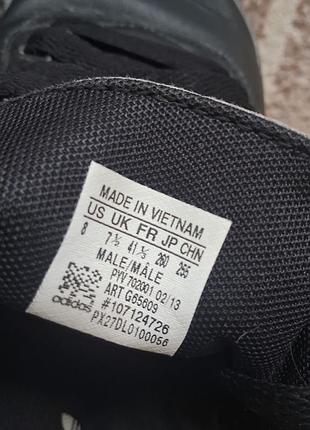 MADE IN VIETNAM
US UK FR JP CHN
8 7½ 41⅓ 260 255
MALE/MÂLE
PYV 702001 02/13
ART G65609
#107124726
PX27DL0100056
adidas